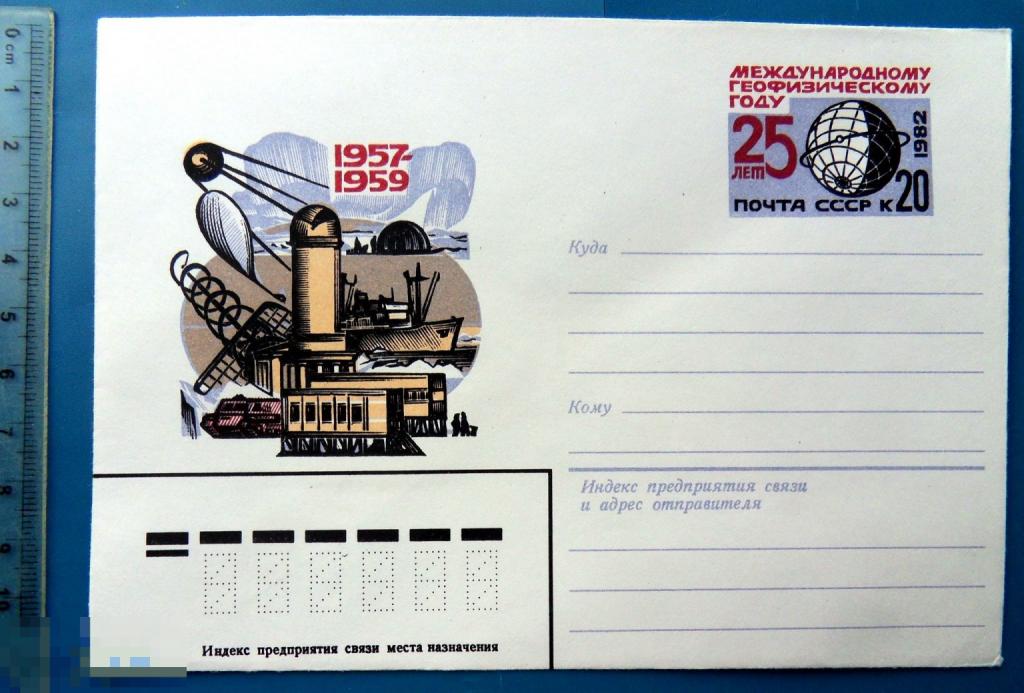 МЕЖДУНАРОДНОМУ
ГЕОФИЗИЧЕСКОМУ
ГОДУ
25
ЛЕТ
1982
ПОЧТА СССР К 20
1957-
1959
Куда
Кому
Индекс предприятия связи
и адрес отправителя
Индекс предприятия связи места назначения
0 cm
1
2
3
4
5
6
7
8
9
10